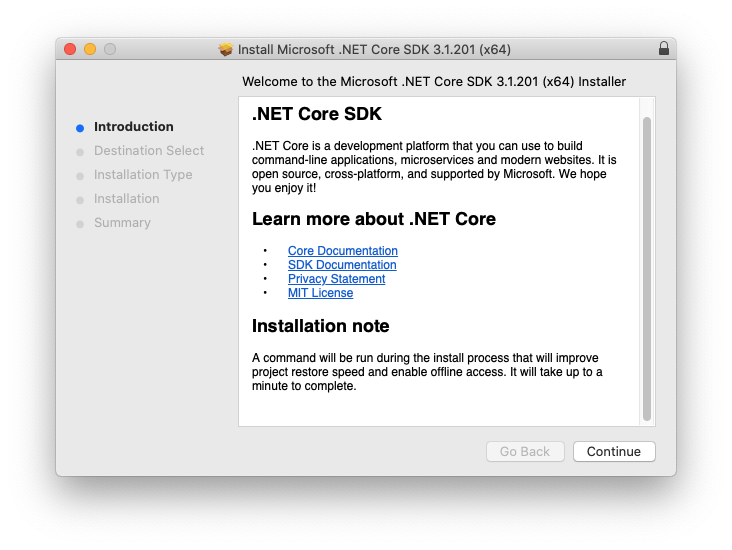 Install Microsoft .NET Core SDK 3.1.201 (x64)
Welcome to the Microsoft .NET Core SDK 3.1.201 (x64) Installer
Introduction
Destination Select
Installation Type
Installation
Summary
.NET Core SDK
.NET Core is a development platform that you can use to build
command-line applications, microservices and modern websites. It is
open source, cross-platform, and supported by Microsoft. We hope
you enjoy it!
Learn more about .NET Core
• Core Documentation
• SDK Documentation
• Privacy Statement
• MIT License
Installation note
A command will be run during the install process that will improve
project restore speed and enable offline access. It will take up to a
minute to complete.
Go Back
Continue